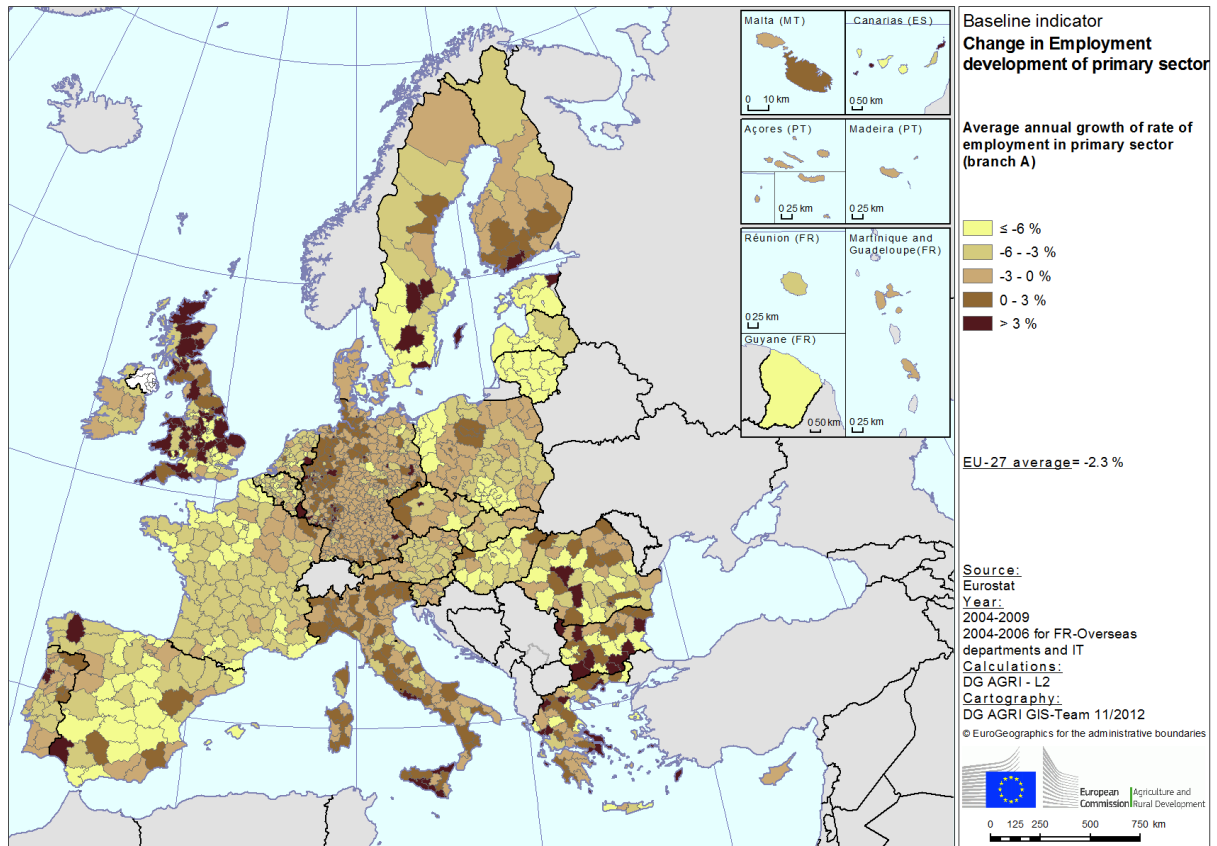 Malta (MT)
0 10 km
Canarias (ES)
0 50 km
Açores (PT)
0 25 km
Madeira (PT)
0 25 km
Réunion (FR)
0 25 km
Martinique and
Guadeloupe(FR)
0 25 km
Guyane (FR)
0 50 km
Baseline indicator
Change in Employment
development of primary sector
Average annual growth of rate of
employment in primary sector
(branch A)
≤ -6 %
-6 - -3 %
-3 - 0 %
0 - 3 %
> 3 %
EU-27 average= -2.3 %
Source:
Eurostat
Year:
2004-2009
2004-2006 for FR-Overseas
departments and IT
Calculations:
DG AGRI - L2
Cartography:
DG AGRI GIS-Team 11/2012
© EuroGeographics for the administrative boundaries
European
Commission
Agriculture and
Rural Development
0 125 250 500 750 km